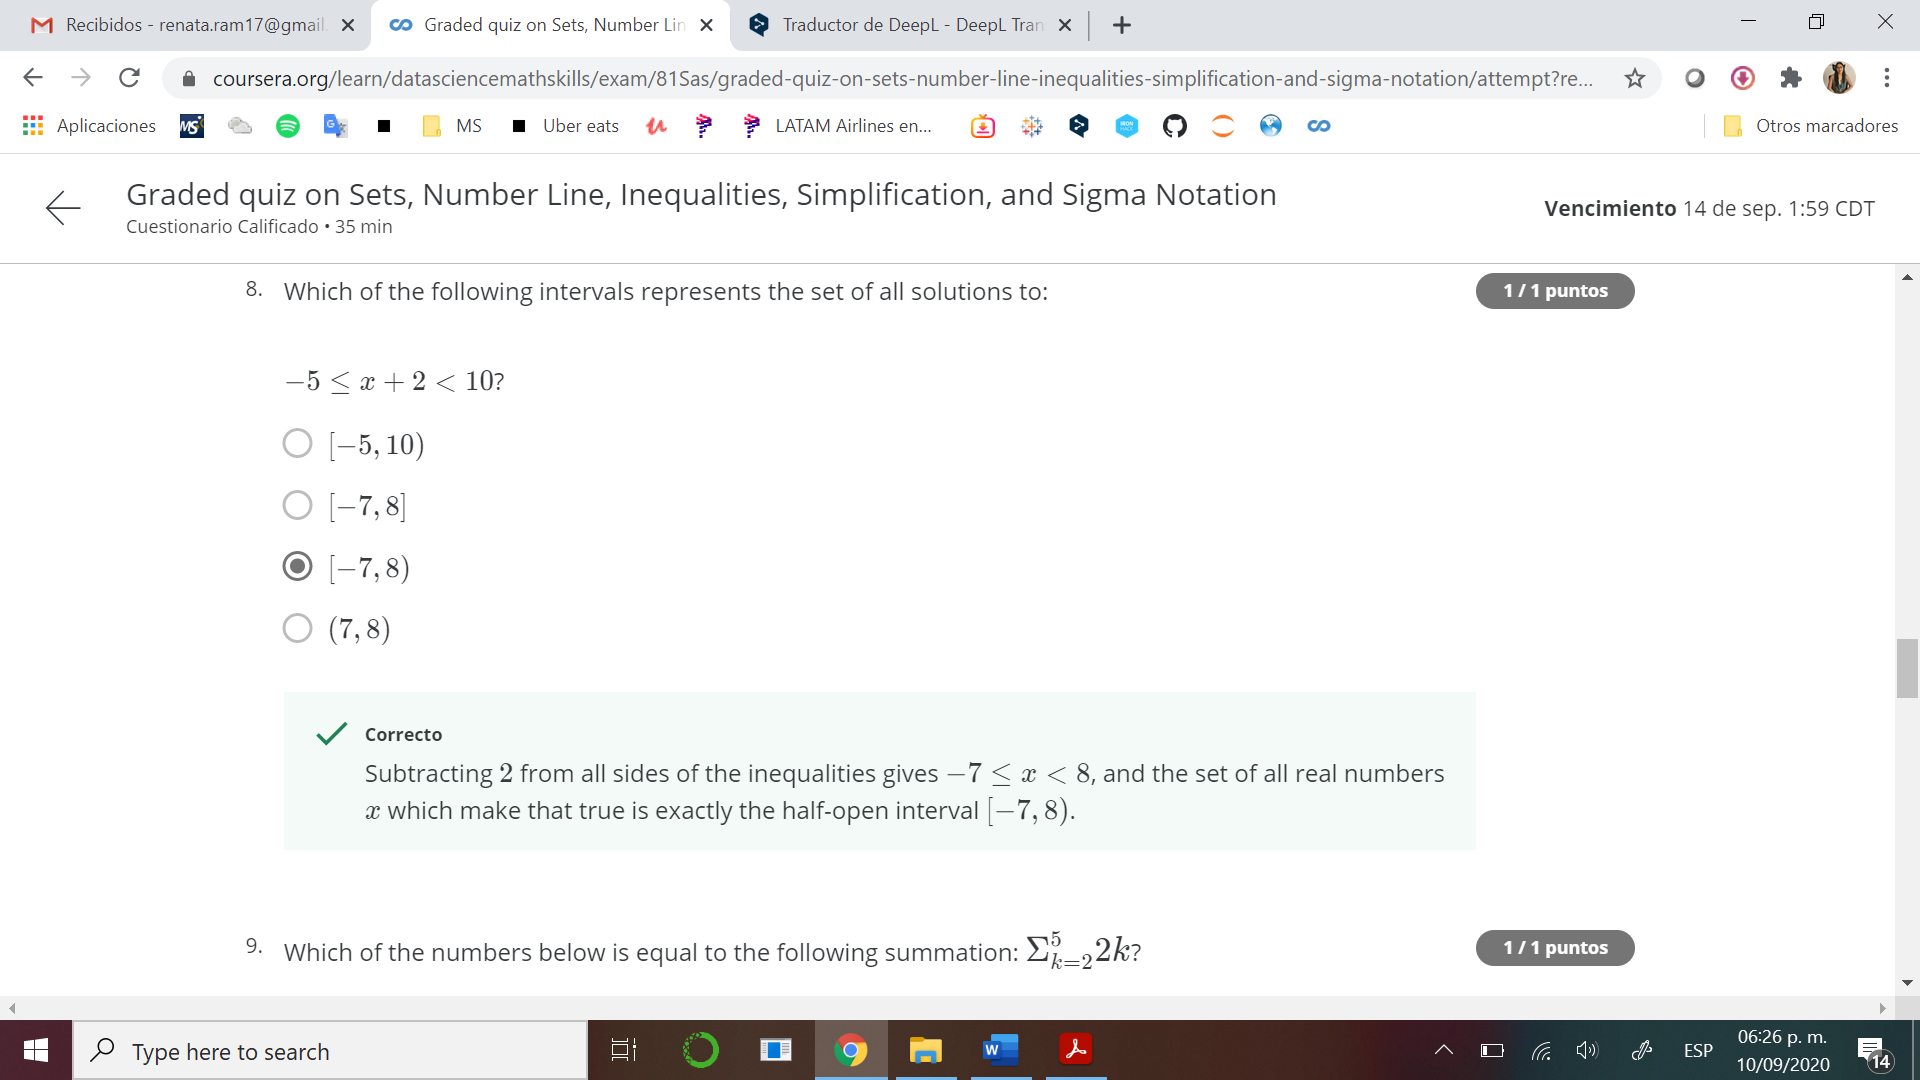 Recibidos - renata.ram17@gmail.
Graded quiz on Sets, Number Lin
Traductor de DeepL - DeepL Tran
coursera.org/learn/datasciencemathskills/exam/81Sas/graded-quiz-on-sets-number-line-inequalities-simplification-and-sigma-notation/attempt?re...
Aplicaciones
MS
Uber eats
LATAM Airlines en...
Otros marcadores
Graded quiz on Sets, Number Line, Inequalities, Simplification, and Sigma Notation
Cuestionario Calificado • 35 min
Vencimiento 14 de sep. 1:59 CDT
8. Which of the following intervals represents the set of all solutions to:
1 / 1 puntos
−5 ≤ x + 2 < 10?
[−5, 10)
[−7, 8]
[−7, 8)
(7, 8)
Correcto
Subtracting 2 from all sides of the inequalities gives −7 ≤ x < 8, and the set of all real numbers
x which make that true is exactly the half-open interval [−7, 8).
9. Which of the numbers below is equal to the following summation: Σ⁵ₖ₌₂2k?
1 / 1 puntos
Type here to search
ESP
06:26 p. m.
10/09/2020
14